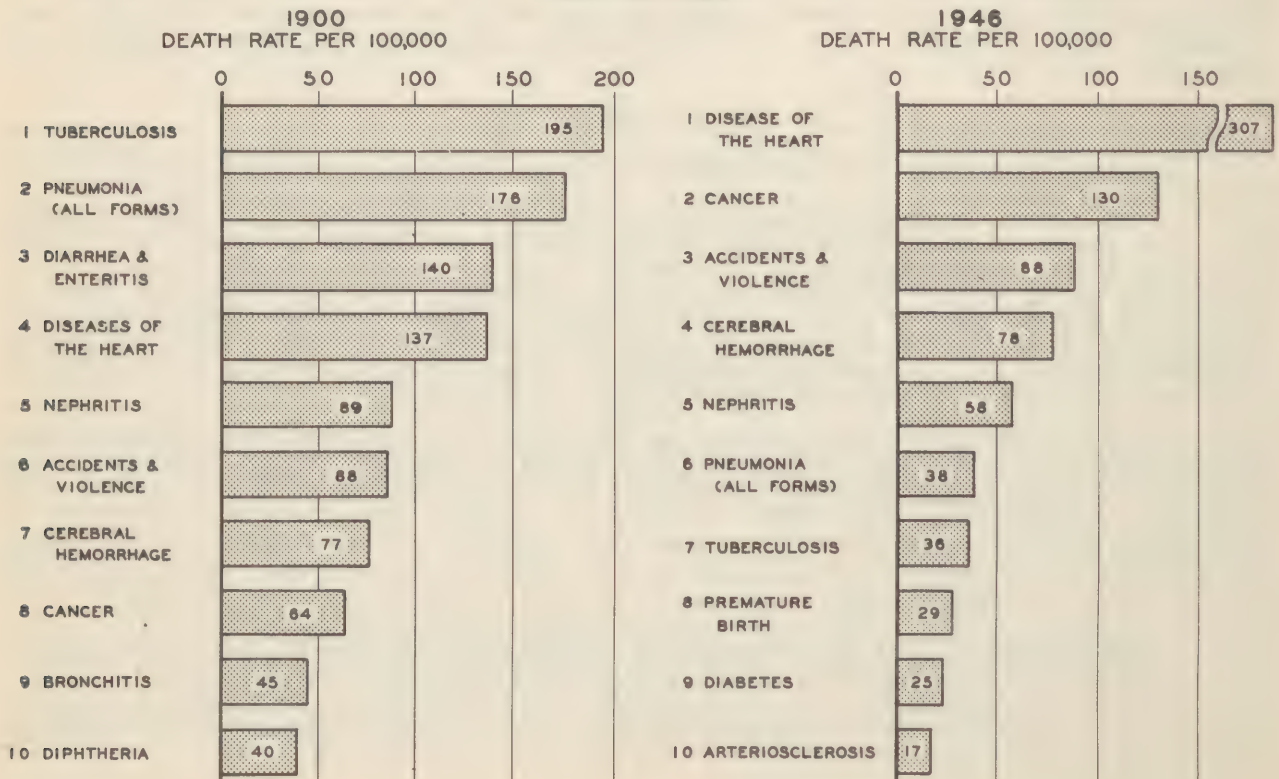 1900
DEATH RATE PER 100,000
0 50 100 150 200
1 TUBERCULOSIS 195
2 PNEUMONIA
(ALL FORMS) 176
3 DIARRHEA &
ENTERITIS 140
4 DISEASES OF
THE HEART 137
5 NEPHRITIS 89
6 ACCIDENTS &
VIOLENCE 86
7 CEREBRAL
HEMORRHAGE 77
8 CANCER 64
9 BRONCHITIS 45
10 DIPHTHERIA 40
1946
DEATH RATE PER 100,000
0 50 100 150
1 DISEASE OF
THE HEART 307
2 CANCER 130
3 ACCIDENTS &
VIOLENCE 88
4 CEREBRAL
HEMORRHAGE 78
5 NEPHRITIS 58
6 PNEUMONIA
(ALL FORMS) 38
7 TUBERCULOSIS 36
8 PREMATURE
BIRTH 29
9 DIABETES 25
10 ARTERIOSCLEROSIS 17